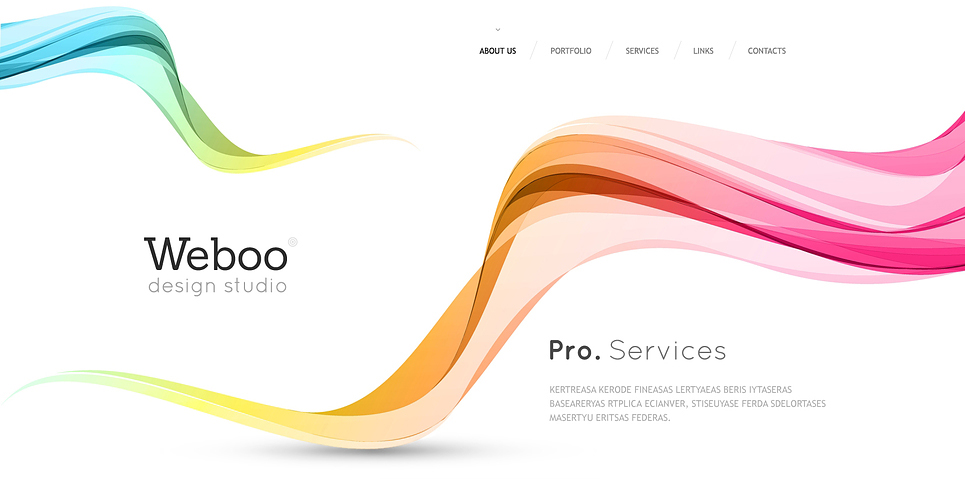 ABOUT US / PORTFOLIO / SERVICES / LINKS / CONTACTS
Weboo®
design studio
Pro. Services
KERTREASA KERODE FINEASAS LERTYAEAS BERIS IYTASERAS
BASEARERYAS RTPLICA ECIANVER, STISEUYASE FERDA SDELORTASES
MASERTYU ERITSAS FEDERAS.